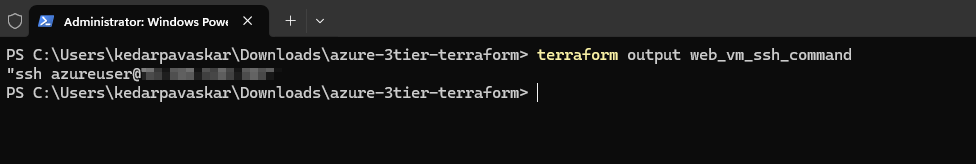 Administrator: Windows Powe
PS C:\Users\kedarpavaskar\Downloads\azure-3tier-terraform> terraform output web_vm_ssh_command
"ssh azureuser@
PS C:\Users\kedarpavaskar\Downloads\azure-3tier-terraform>